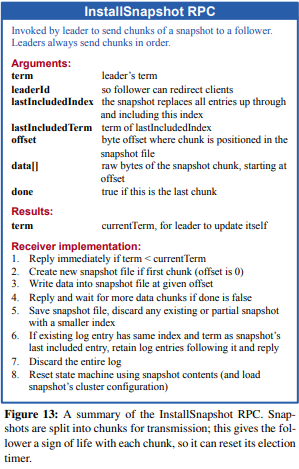 InstallSnapshot RPC
Invoked by leader to send chunks of a snapshot to a follower.
Leaders always send chunks in order.
Arguments:
term leader's term
leaderId so follower can redirect clients
lastIncludedIndex the snapshot replaces all entries up through
and including this index
lastIncludedTerm term of lastIncludedIndex
offset byte offset where chunk is positioned in the
snapshot file
data[] raw bytes of the snapshot chunk, starting at
offset
done true if this is the last chunk
Results:
term currentTerm, for leader to update itself
Receiver implementation:
1. Reply immediately if term < currentTerm
2. Create new snapshot file if first chunk (offset is 0)
3. Write data into snapshot file at given offset
4. Reply and wait for more data chunks if done is false
5. Save snapshot file, discard any existing or partial snapshot
with a smaller index
6. If existing log entry has same index and term as snapshot's
last included entry, retain log entries following it and reply
7. Discard the entire log
8. Reset state machine using snapshot contents (and load
snapshot's cluster configuration)
Figure 13: A summary of the InstallSnapshot RPC. Snap-
shots are split into chunks for transmission; this gives the fol-
lower a sign of life with each chunk, so it can reset its election
timer.